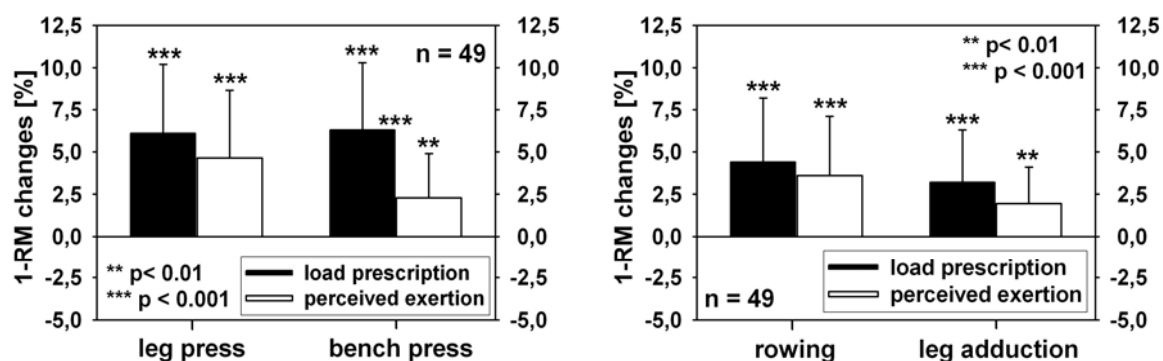 1-RM changes [%]
12,5
10,0
7,5
5,0
2,5
0,0
-2,5
-5,0
***
***
***
***
**
n = 49
** p< 0.01
*** p < 0.001
load prescription
perceived exertion
12,5
10,0
7,5
5,0
2,5
0,0
-2,5
-5,0
leg press
bench press
1-RM changes [%]
12,5
10,0
7,5
5,0
2,5
0,0
-2,5
-5,0
** p< 0.01
*** p < 0.001
***
***
***
**
n = 49
load prescription
perceived exertion
12,5
10,0
7,5
5,0
2,5
0,0
-2,5
-5,0
rowing
leg adduction